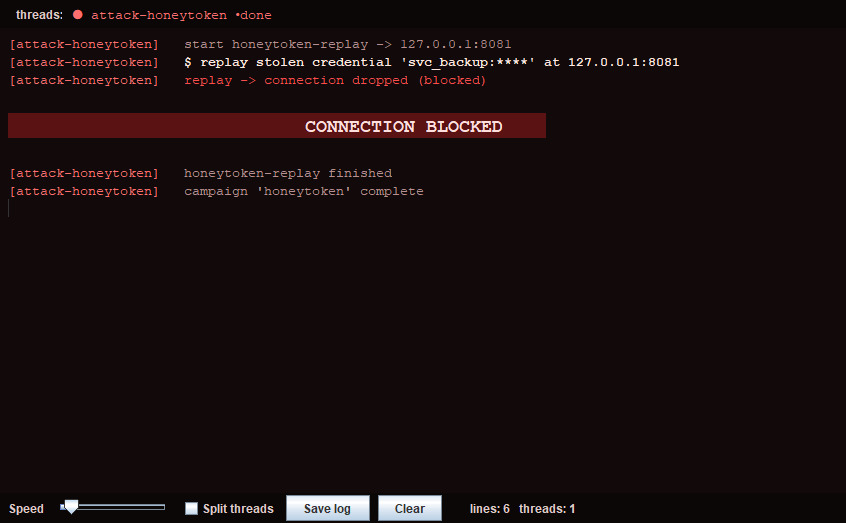 threads: ● attack-honeytoken •done
[attack-honeytoken] start honeytoken-replay -> 127.0.0.1:8081
[attack-honeytoken] $ replay stolen credential 'svc_backup:****' at 127.0.0.1:8081
[attack-honeytoken] replay -> connection dropped (blocked)
CONNECTION BLOCKED
[attack-honeytoken] honeytoken-replay finished
[attack-honeytoken] campaign 'honeytoken' complete
Speed Split threads Save log Clear lines: 6 threads: 1